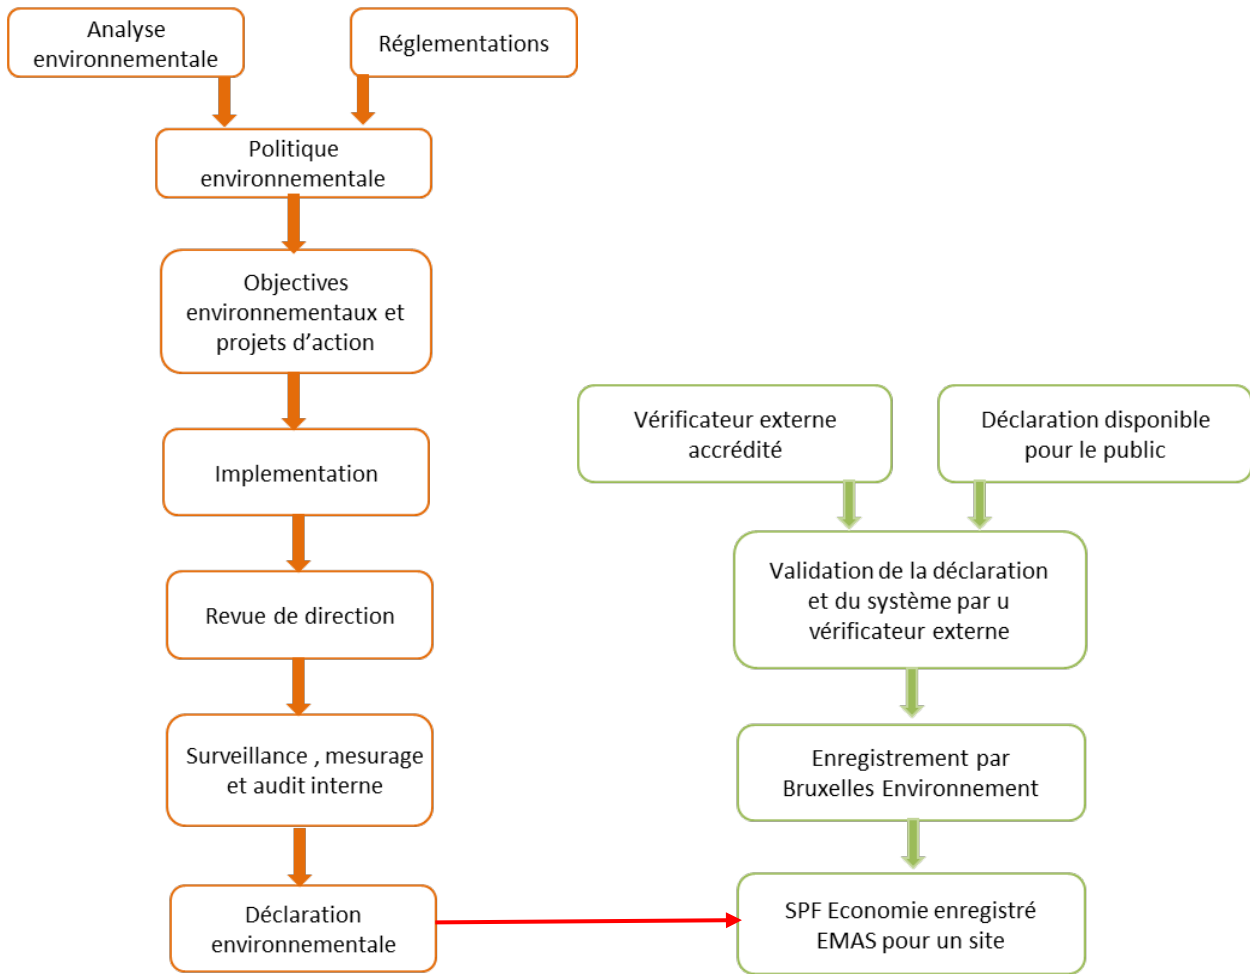 Analyse
environnementale
Réglementations
Politique
environnementale
Objectives
environnementaux et
projets d’action
Implementation
Revue de direction
Surveillance , mesurage
et audit interne
Déclaration
environnementale
Vérificateur externe
accrédité
Déclaration disponible
pour le public
Validation de la déclaration
et du système par u
vérificateur externe
Enregistrement par
Bruxelles Environnement
SPF Economie enregistré
EMAS pour un site